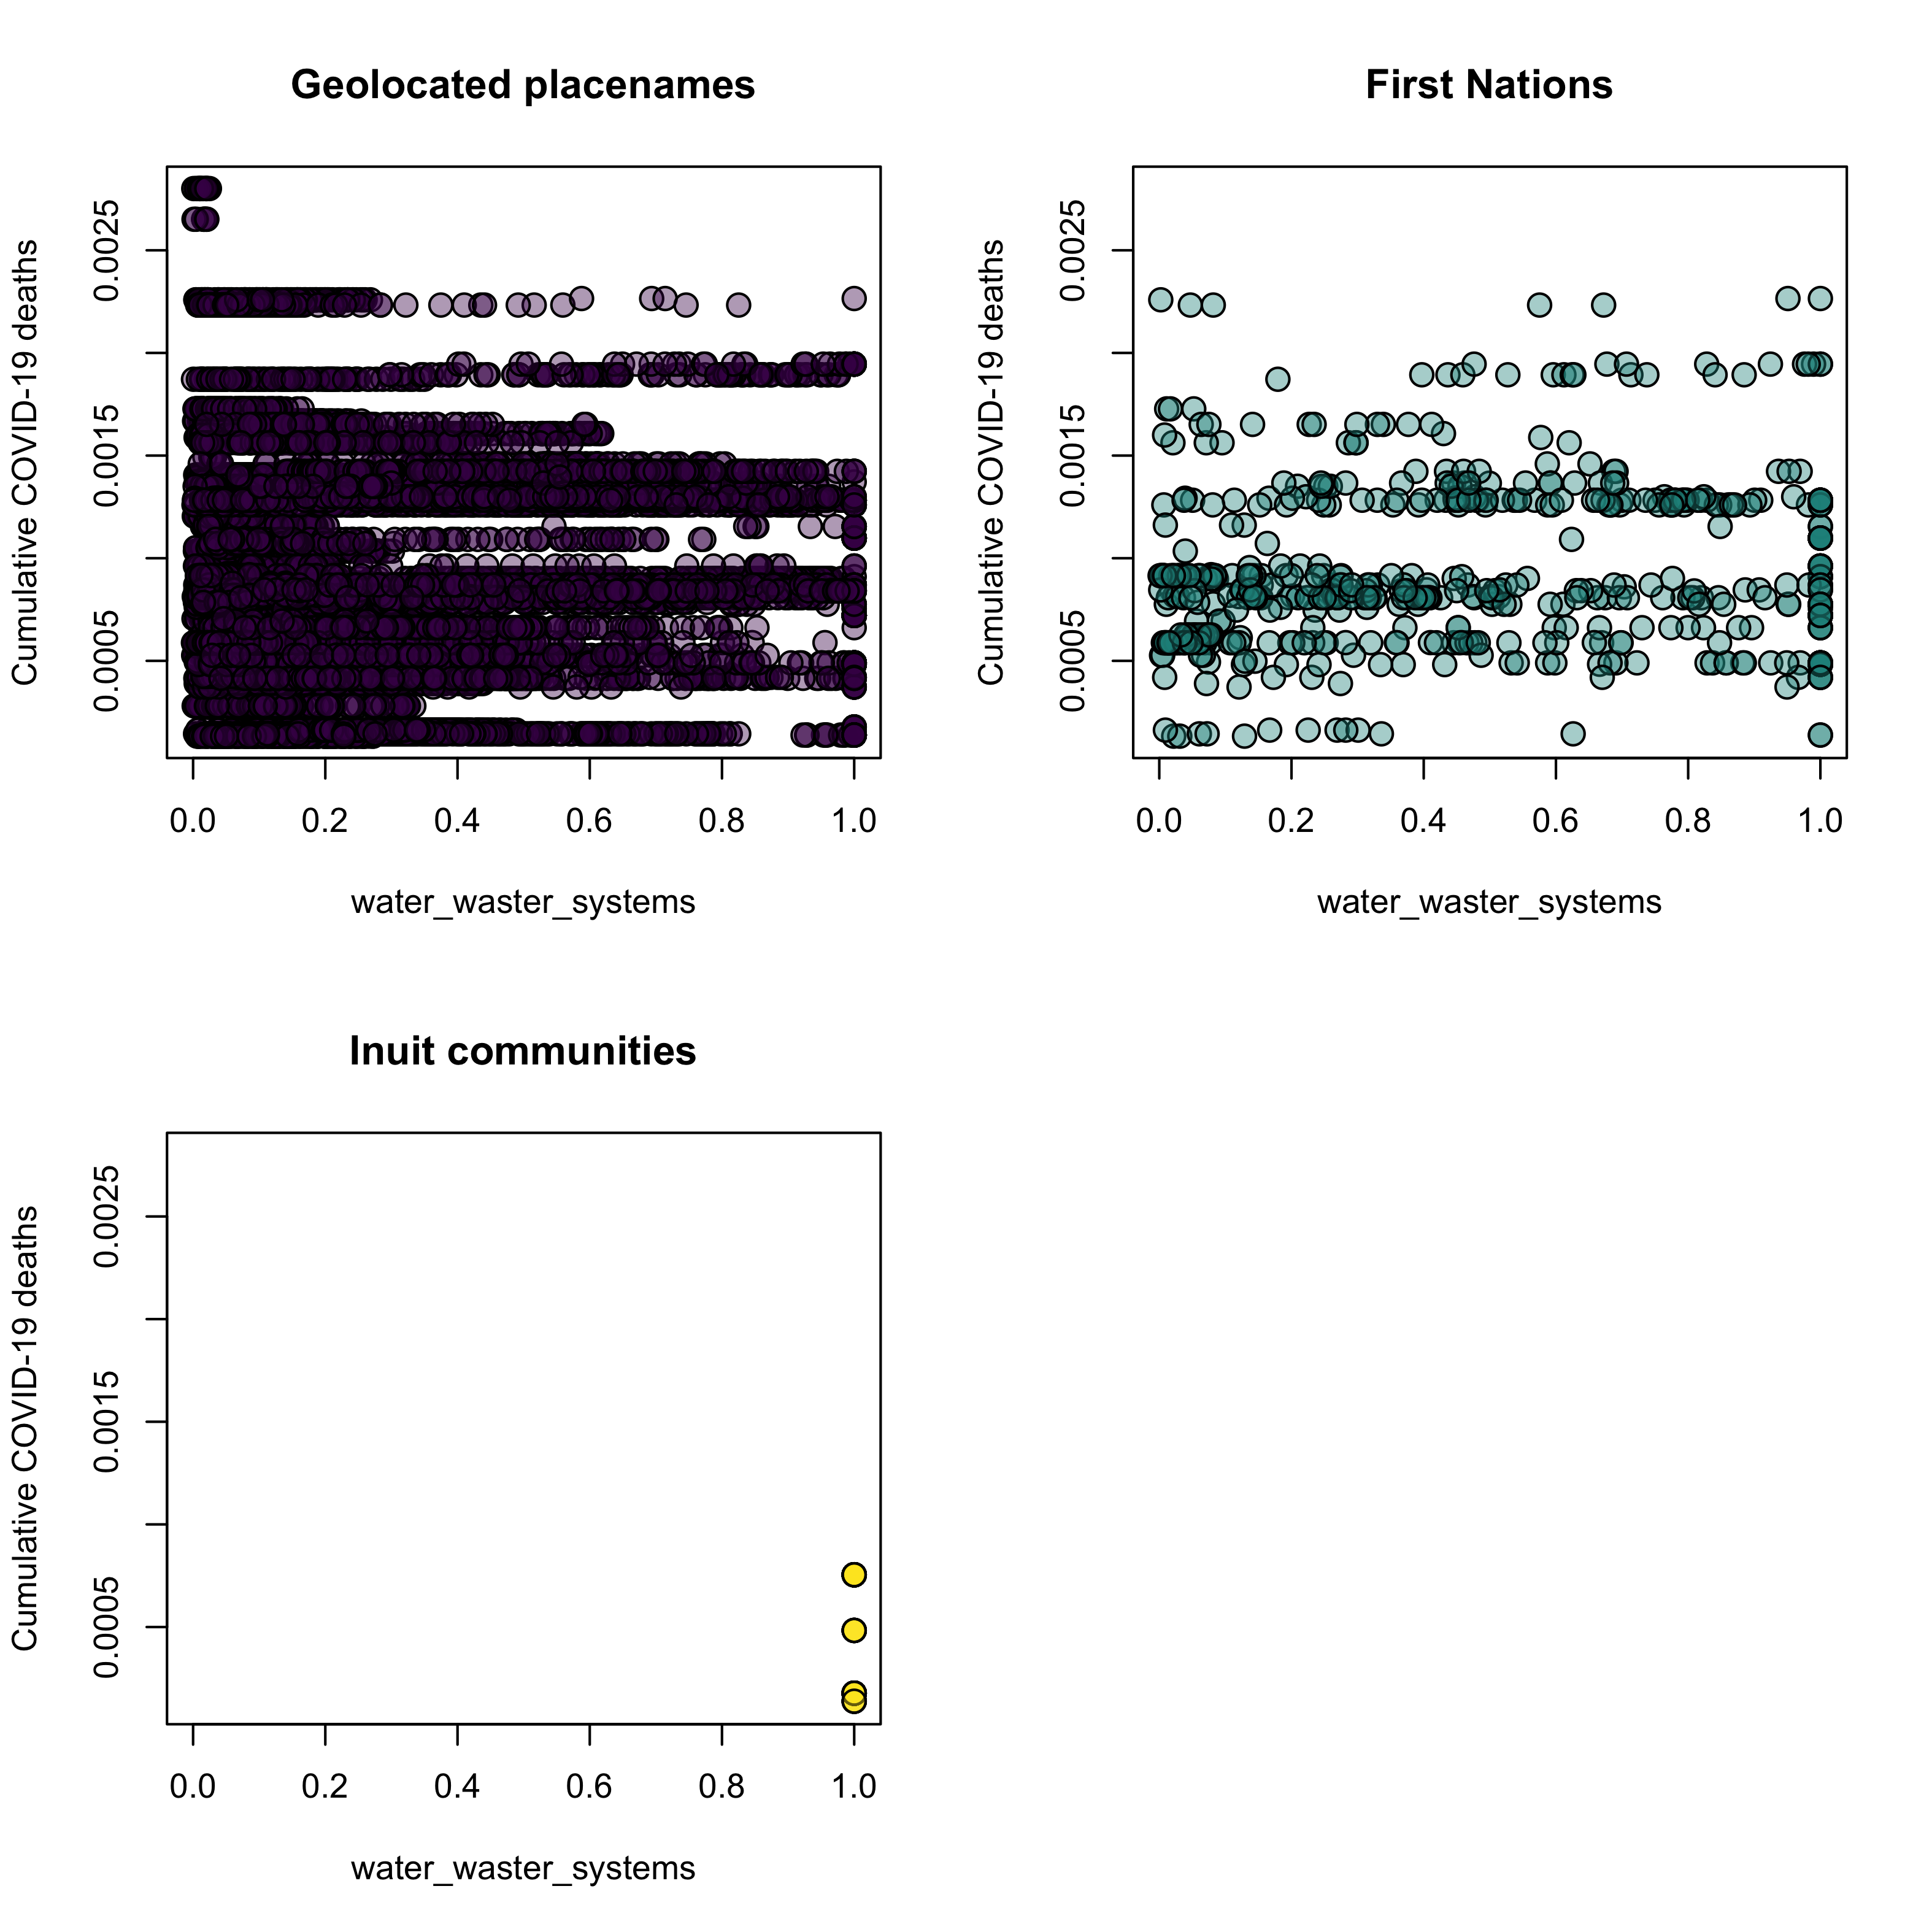 Geolocated placenames
Cumulative COVID-19 deaths
0.0025
0.0015
0.0005
0.0 0.2 0.4 0.6 0.8 1.0
water_waster_systems
First Nations
Cumulative COVID-19 deaths
0.0025
0.0015
0.0005
0.0 0.2 0.4 0.6 0.8 1.0
water_waster_systems
Inuit communities
Cumulative COVID-19 deaths
0.0025
0.0015
0.0005
0.0 0.2 0.4 0.6 0.8 1.0
water_waster_systems